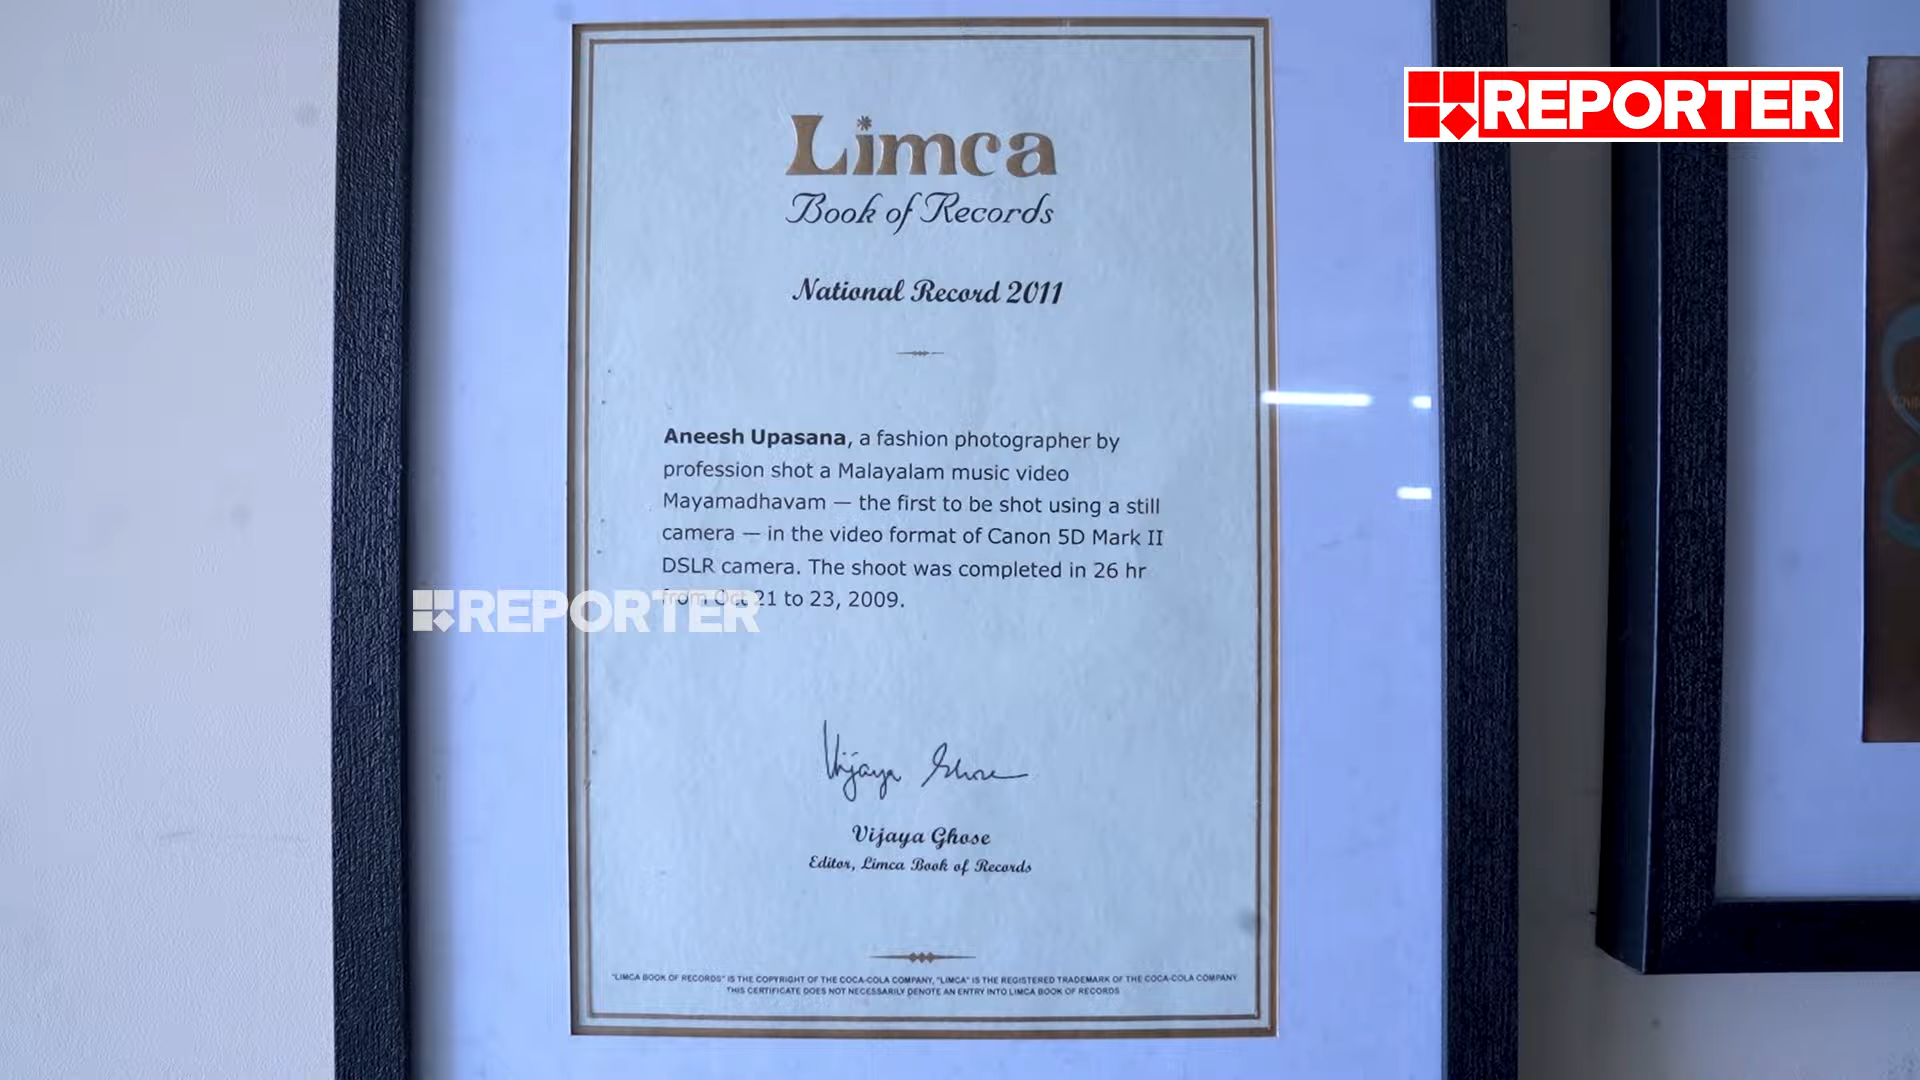 REPORTER
Limca
Book of Records
National Record 2011
Aneesh Upasana, a fashion photographer by
profession shot a Malayalam music video
Mayamadhavam — the first to be shot using a still
camera — in the video format of Canon 5D Mark II
DSLR camera. The shoot was completed in 26 hr
from Oct 21 to 23, 2009.
REPORTER
Vijaya Ghose
Vijaya Ghose
Editor, Limca Book of Records
"LIMCA BOOK OF RECORDS" IS THE COPYRIGHT OF THE COCA-COLA COMPANY, "LIMCA" IS THE REGISTERED TRADEMARK OF THE COCA-COLA COMPANY
THIS CERTIFICATE DOES NOT NECESSARILY DENOTE AN ENTRY INTO LIMCA BOOK OF RECORDS